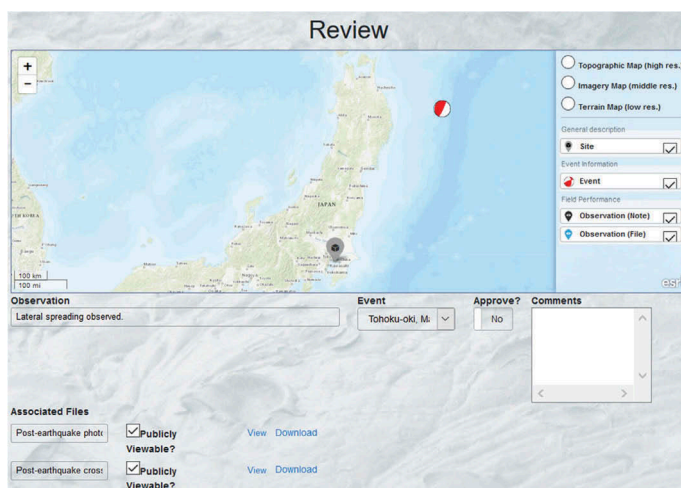 Review
+
−
Topographic Map (high res.)
Imagery Map (middle res.)
Terrain Map (low res.)
General description
Site
Event Information
Event
Field Performance
Observation (Note)
Observation (File)
JAPAN
100 km
100 mi
esri
Observation
Event
Approve?
Comments
Lateral spreading observed.
Tohoku-oki, M
No
Associated Files
Post-earthquake phot
Publicly
Viewable?
View Download
Post-earthquake cros
Publicly
Viewable?
View Download